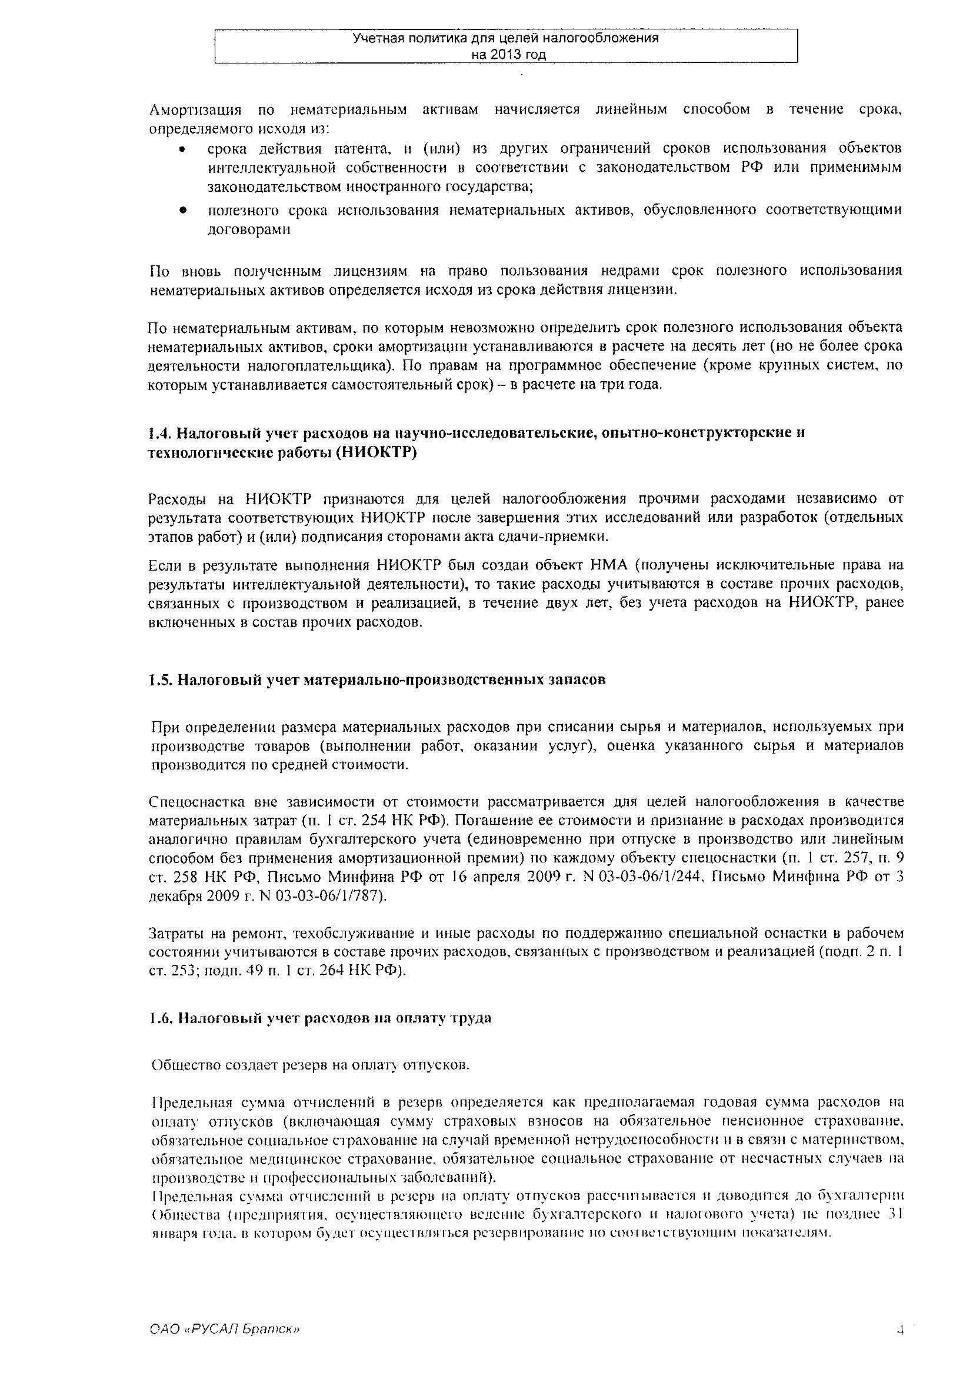 Учетная политика для целей налогообложения
на 2013 год
Амортизация по нематериальным активам начисляется линейным способом в течение срока,
определяемого исходя из:
• срока действия патента, и (или) из других ограничений сроков использования объектов
интеллектуальной собственности в соответствии с законодательством РФ или применимым
законодательством иностранного государства;
• полезного срока использования нематериальных активов, обусловленного соответствующими
договорами
По вновь полученным лицензиям на право пользования недрами срок полезного использования
нематериальных активов определяется исходя из срока действия лицензии.
По нематериальным активам, по которым невозможно определить срок полезного использования объекта
нематериальных активов, сроки амортизации устанавливаются в расчете на десять лет (но не более срока
деятельности налогоплательщика). По правам на программное обеспечение (кроме крупных систем, по
которым устанавливается самостоятельный срок) – в расчете на три года.
1.4. Налоговый учет расходов на научно-исследовательские, опытно-конструкторские и
технологические работы (НИОКТР)
Расходы на НИОКТР признаются для целей налогообложения прочими расходами независимо от
результата соответствующих НИОКТР после завершения этих исследований или разработок (отдельных
этапов работ) и (или) подписания сторонами акта сдачи-приемки.
Если в результате выполнения НИОКТР был создан объект НМА (получены исключительные права на
результаты интеллектуальной деятельности), то такие расходы учитываются в составе прочих расходов,
связанных с производством и реализацией, в течение двух лет, без учета расходов на НИОКТР, ранее
включенных в состав прочих расходов.
1.5. Налоговый учет материально-производственных запасов
При определении размера материальных расходов при списании сырья и материалов, используемых при
производстве товаров (выполнении работ, оказании услуг), оценка указанного сырья и материалов
производится по средней стоимости.
Спецоснастка вне зависимости от стоимости рассматривается для целей налогообложения в качестве
материальных затрат (п. 1 ст. 254 НК РФ). Погашение ее стоимости и признание в расходах производится
аналогично правилам бухгалтерского учета (единовременно при отпуске в производство или линейным
способом без применения амортизационной премии) по каждому объекту спецоснастки (п. 1 ст. 257, п. 9
ст. 258 НК РФ, Письмо Минфина РФ от 16 апреля 2009 г. N 03-03-06/1/244, Письмо Минфина РФ от 3
декабря 2009 г. N 03-03-06/1/787).
Затраты на ремонт, техобслуживание и иные расходы по поддержанию специальной оснастки в рабочем
состоянии учитываются в составе прочих расходов, связанных с производством и реализацией (подп. 2 п. 1
ст. 253; подп. 49 п. 1 ст. 264 НК РФ).
1.6. Налоговый учет расходов на оплату труда
Общество создает резерв на оплату отпусков.
Предельная сумма отчислений в резерв определяется как предполагаемая годовая сумма расходов на
оплату отпусков (включающая сумму страховых взносов на обязательное пенсионное страхование,
обязательное социальное страхование на случай временной нетрудоспособности и в связи с материнством,
обязательное медицинское страхование, обязательное социальное страхование от несчастных случаев на
производстве и профессиональных заболеваний).
Предельная сумма отчислений в резерв на оплату отпусков рассчитывается и доводится до бухгалтерии
Общества (предприятия, осуществляющего ведение бухгалтерского и налогового учета) не позднее 31
января года, в котором будет осуществляться резервирование по соответствующим показателям.
ОАО «РУСАЛ Братск»
4